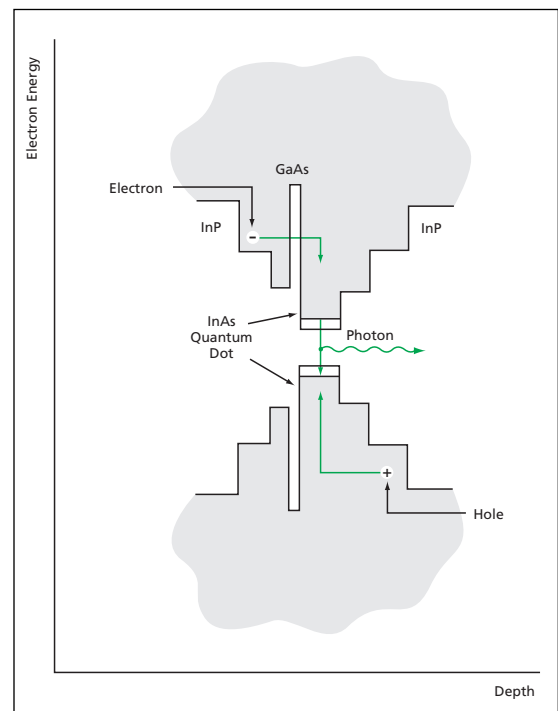 Electron Energy
GaAs
Electron
InP
InP
-
InAs
Quantum
Dot
Photon
+
Hole
Depth